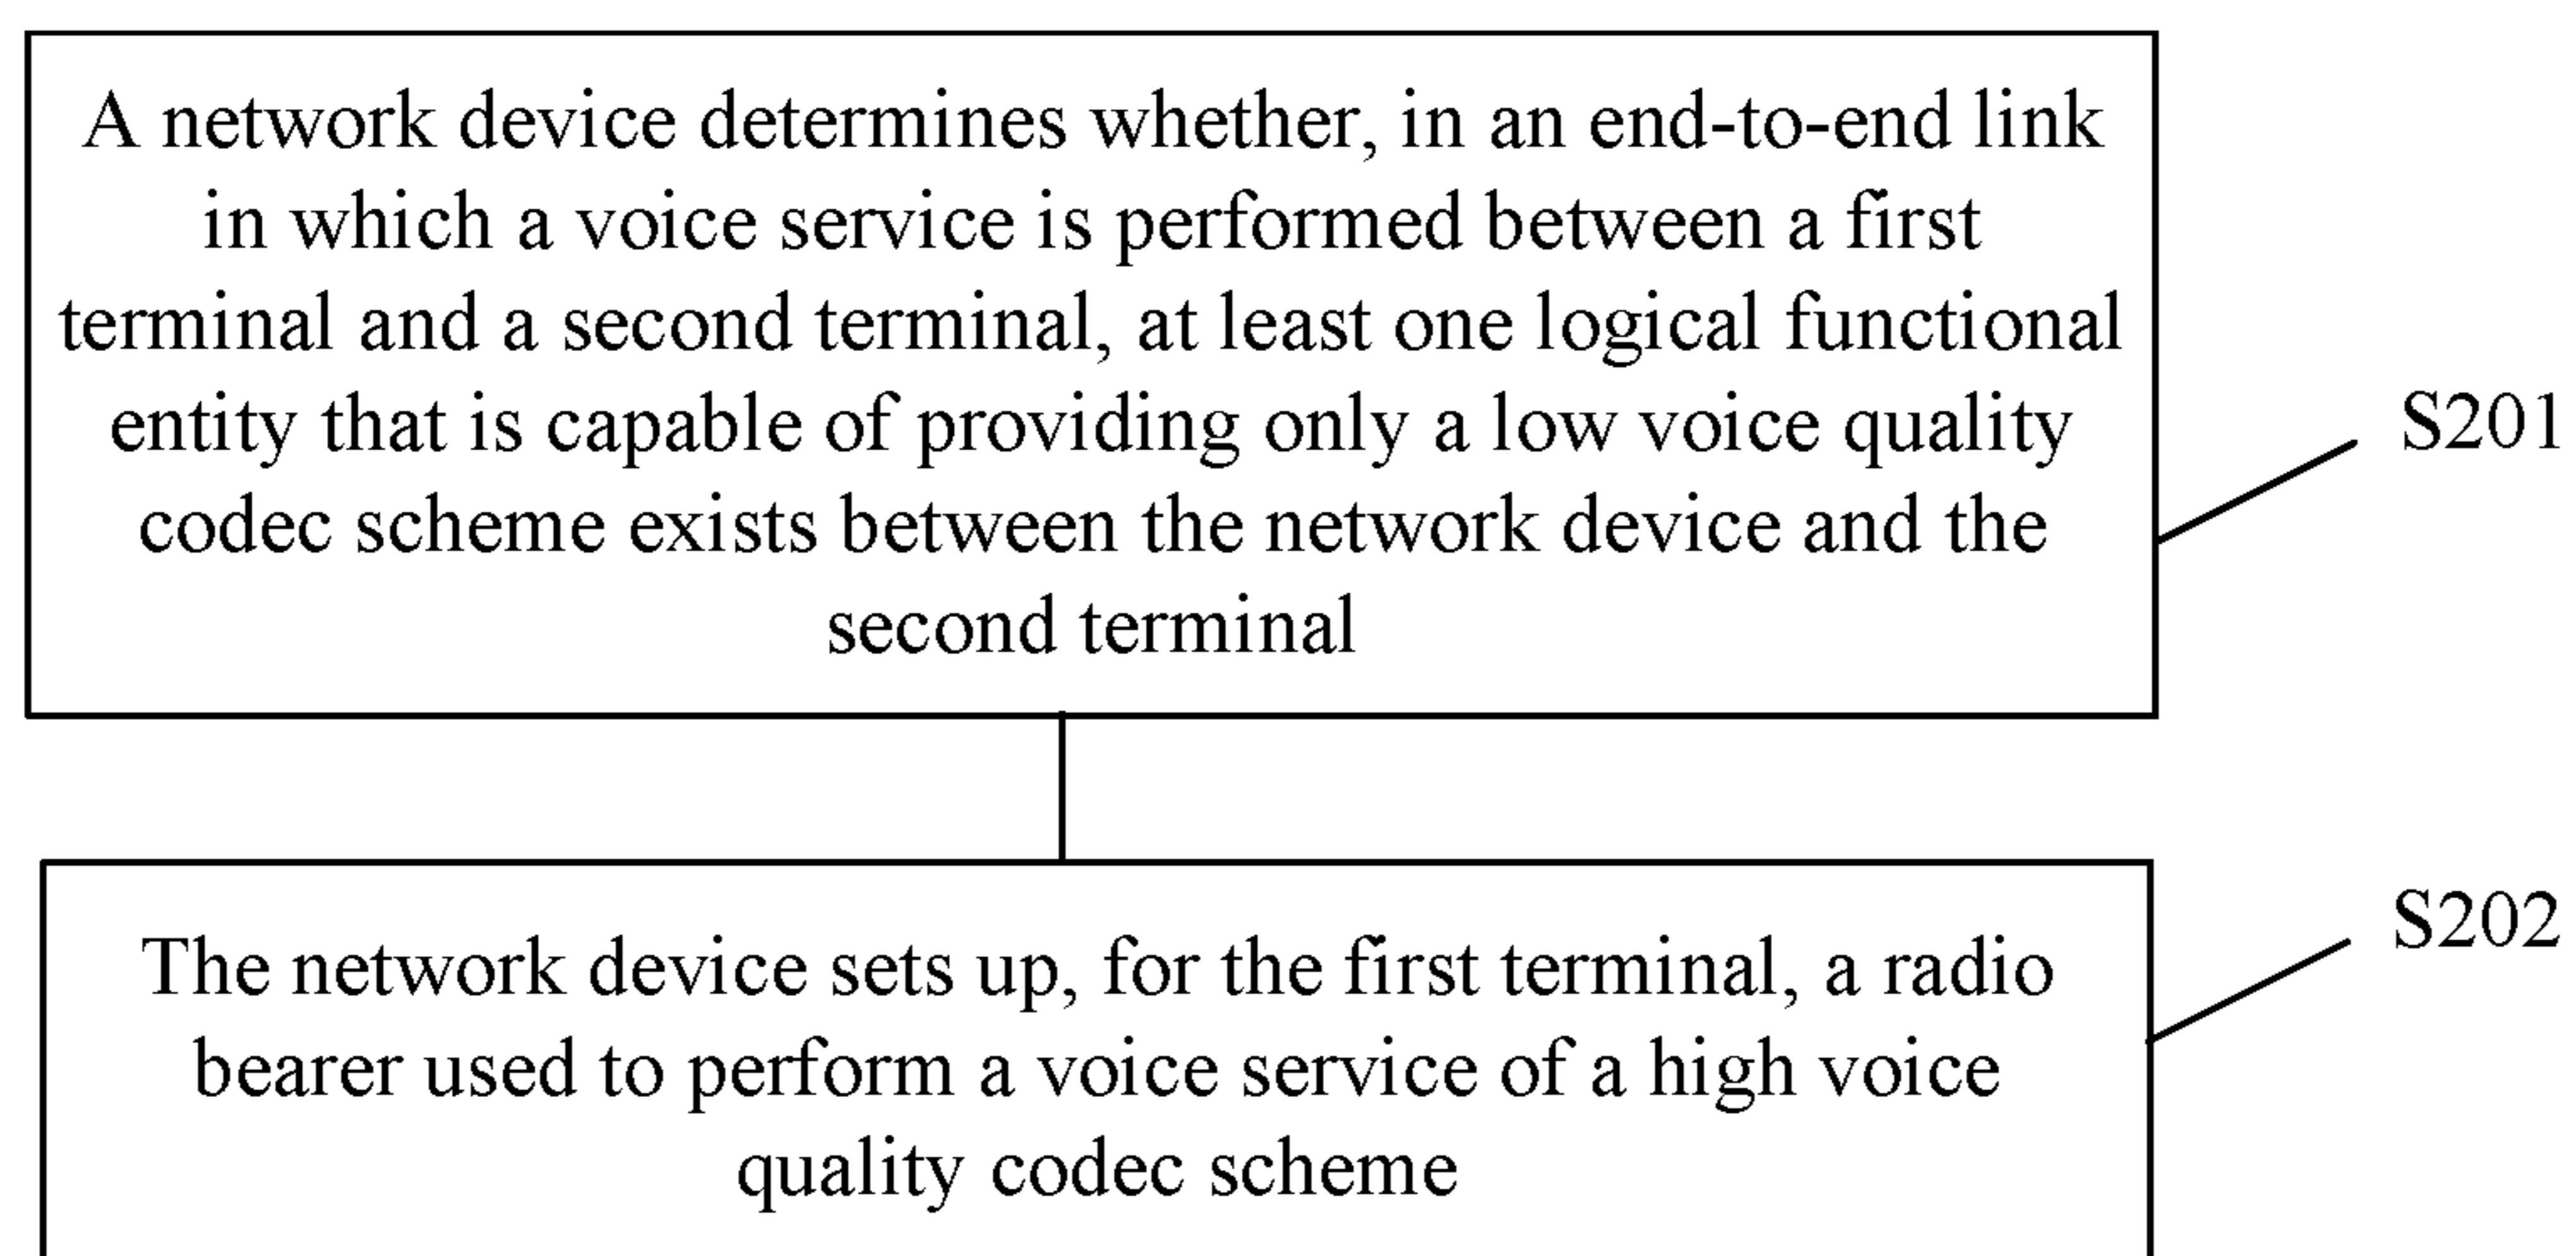 A network device determines whether, in an end-to-end link
in which a voice service is performed between a first
terminal and a second terminal, at least one logical functional
entity that is capable of providing only a low voice quality
codec scheme exists between the network device and the
second terminal
S201
The network device sets up, for the first terminal, a radio
bearer used to perform a voice service of a high voice
quality codec scheme
S202